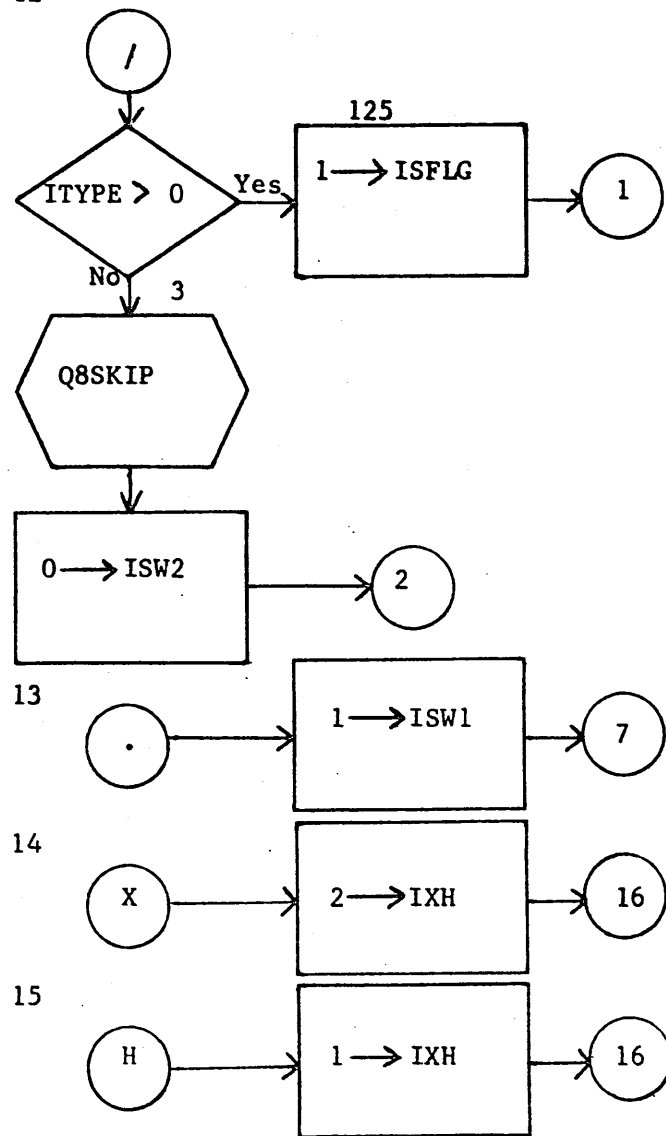 /
125
ITYPE > 0
Yes
1 → ISFLG
1
No
3
Q8SKIP
0 → ISW2
2
13
.
1 → ISW1
7
14
X
2 → IXH
16
15
H
1 → IXH
16